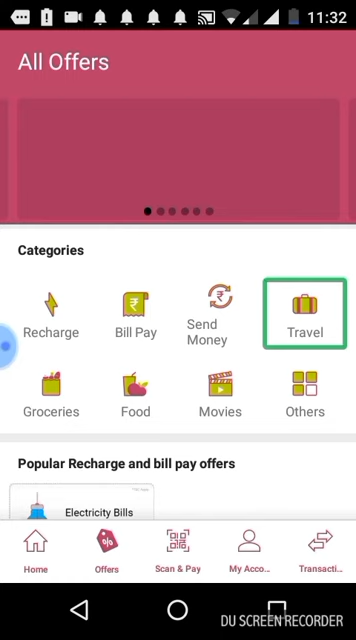 11:32
All Offers
Categories
Recharge
Bill Pay
Send
Money
Travel
Groceries
Food
Movies
Others
Popular Recharge and bill pay offers
Electricity Bills
Home
Offers
Scan & Pay
My Acco...
Transacti...
DU SCREEN RECORDER